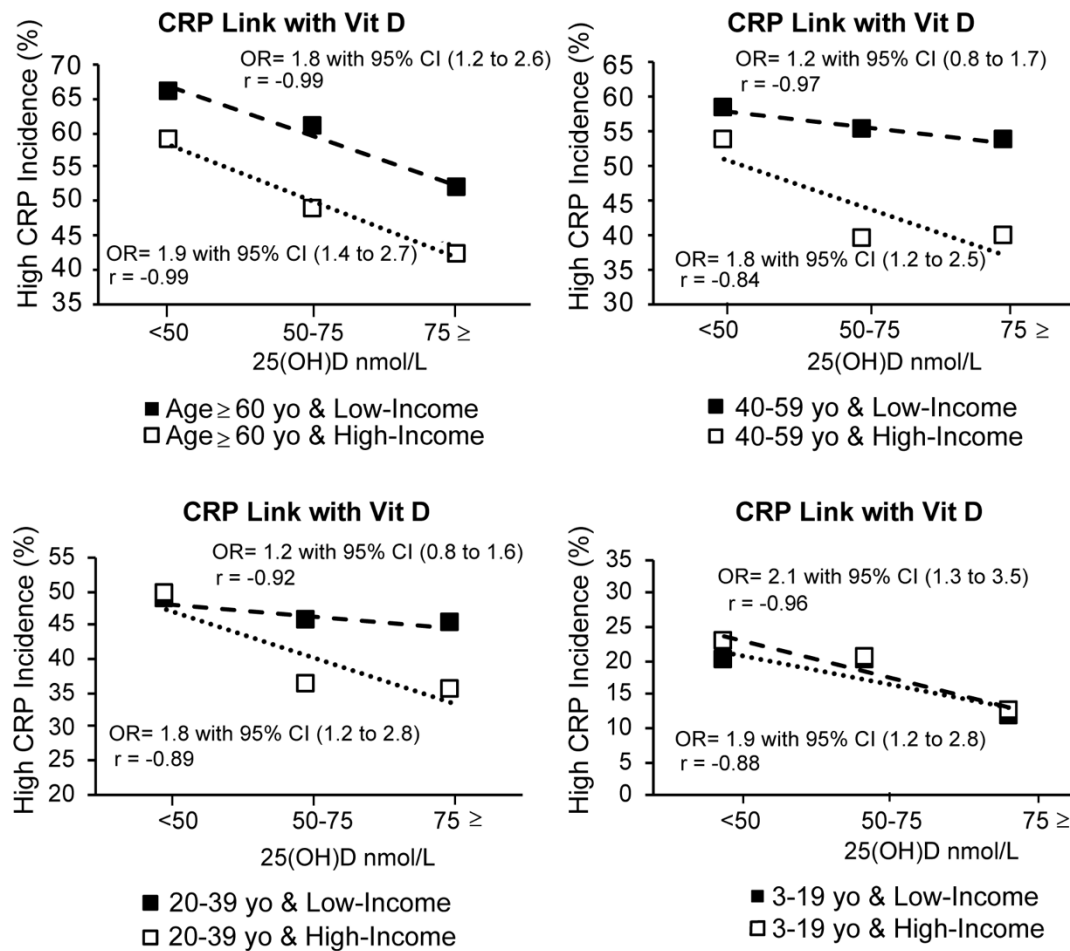 CRP Link with Vit D
OR= 1.8 with 95% CI (1.2 to 2.6)
r = -0.99
High CRP Incidence (%)
70
65
60
55
50
45
40
35
OR= 1.9 with 95% CI (1.4 to 2.7)
r = -0.99
<50
50-75
75 ≥
25(OH)D nmol/L
Age ≥ 60 yo & Low-Income
Age ≥ 60 yo & High-Income
CRP Link with Vit D
OR= 1.2 with 95% CI (0.8 to 1.7)
r = -0.97
High CRP Incidence (%)
65
60
55
50
45
40
35
30
OR= 1.8 with 95% CI (1.2 to 2.5)
r = -0.84
<50
50-75
75 ≥
25(OH)D nmol/L
40-59 yo & Low-Income
40-59 yo & High-Income
CRP Link with Vit D
OR= 1.2 with 95% CI (0.8 to 1.6)
r = -0.92
High CRP Incidence (%)
55
50
45
40
35
30
25
20
OR= 1.8 with 95% CI (1.2 to 2.8)
r = -0.89
<50
50-75
75 ≥
25(OH)D nmol/L
20-39 yo & Low-Income
20-39 yo & High-Income
CRP Link with Vit D
OR= 2.1 with 95% CI (1.3 to 3.5)
r = -0.96
High CRP Incidence (%)
35
30
25
20
15
10
5
0
OR= 1.9 with 95% CI (1.2 to 2.8)
r = -0.88
<50
50-75
75 ≥
25(OH)D nmol/L
3-19 yo & Low-Income
3-19 yo & High-Income